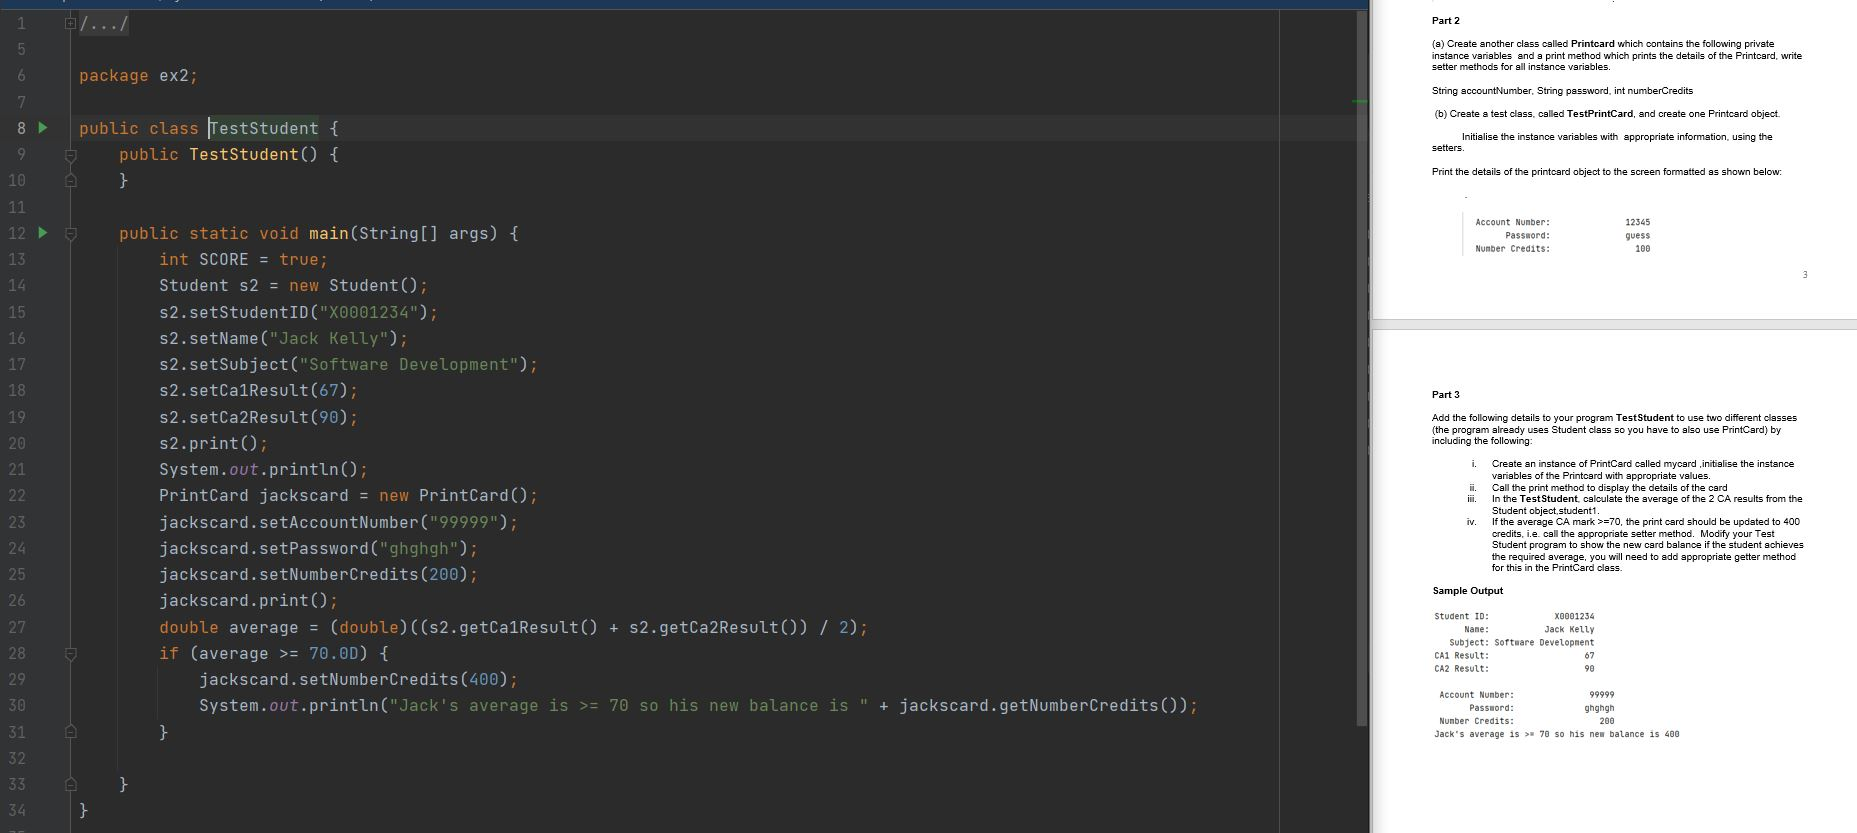 1 /.../
5
6 package ex2;
7
8 public class TestStudent {
9 public TestStudent() {
10 }
11
12 public static void main(String[] args) {
13 int SCORE = true;
14 Student s2 = new Student();
15 s2.setStudentID("X0001234");
16 s2.setName("Jack Kelly");
17 s2.setSubject("Software Development");
18 s2.setCa1Result(67);
19 s2.setCa2Result(90);
20 s2.print();
21 System.out.println();
22 PrintCard jackscard = new PrintCard();
23 jackscard.setAccountNumber("99999");
24 jackscard.setPassword("ghghgh");
25 jackscard.setNumberCredits(200);
26 jackscard.print();
27 double average = (double)((s2.getCa1Result() + s2.getCa2Result()) / 2);
28 if (average >= 70.0D) {
29 jackscard.setNumberCredits(400);
30 System.out.println("Jack's average is >= 70 so his new balance is " + jackscard.getNumberCredits());
31 }
32
33 }
34 }
Part 2
(a) Create another class called Printcard which contains the following private
instance variables and a print method which prints the details of the Printcard, write
setter methods for all instance variables.
String accountNumber, String password, int numberCredits
(b) Create a test class, called TestPrintCard, and create one Printcard object.
Initialise the instance variables with appropriate information, using the
setters.
Print the details of the printcard object to the screen formatted as shown below:
Account Number: 12345
Password: guess
Number Credits: 100
3
Part 3
Add the following details to your program TestStudent to use two different classes
(the program already uses Student class so you have to also use PrintCard) by
including the following:
i. Create an instance of PrintCard called mycard ,initialise the instance
variables of the Printcard with appropriate values.
ii. Call the print method to display the details of the card
iii. In the TestStudent, calculate the average of the 2 CA results from the
Student object,student1.
iv. If the average CA mark >=70, the print card should be updated to 400
credits, i.e. call the appropriate setter method. Modify your Test
Student program to show the new card balance if the student achieves
the required average, you will need to add appropriate getter method
for this in the PrintCard class.
Sample Output
Student ID: X0001234
Name: Jack Kelly
Subject: Software Development
CA1 Result: 67
CA2 Result: 90
Account Number: 99999
Password: ghghgh
Number Credits: 200
Jack's average is >= 70 so his new balance is 400